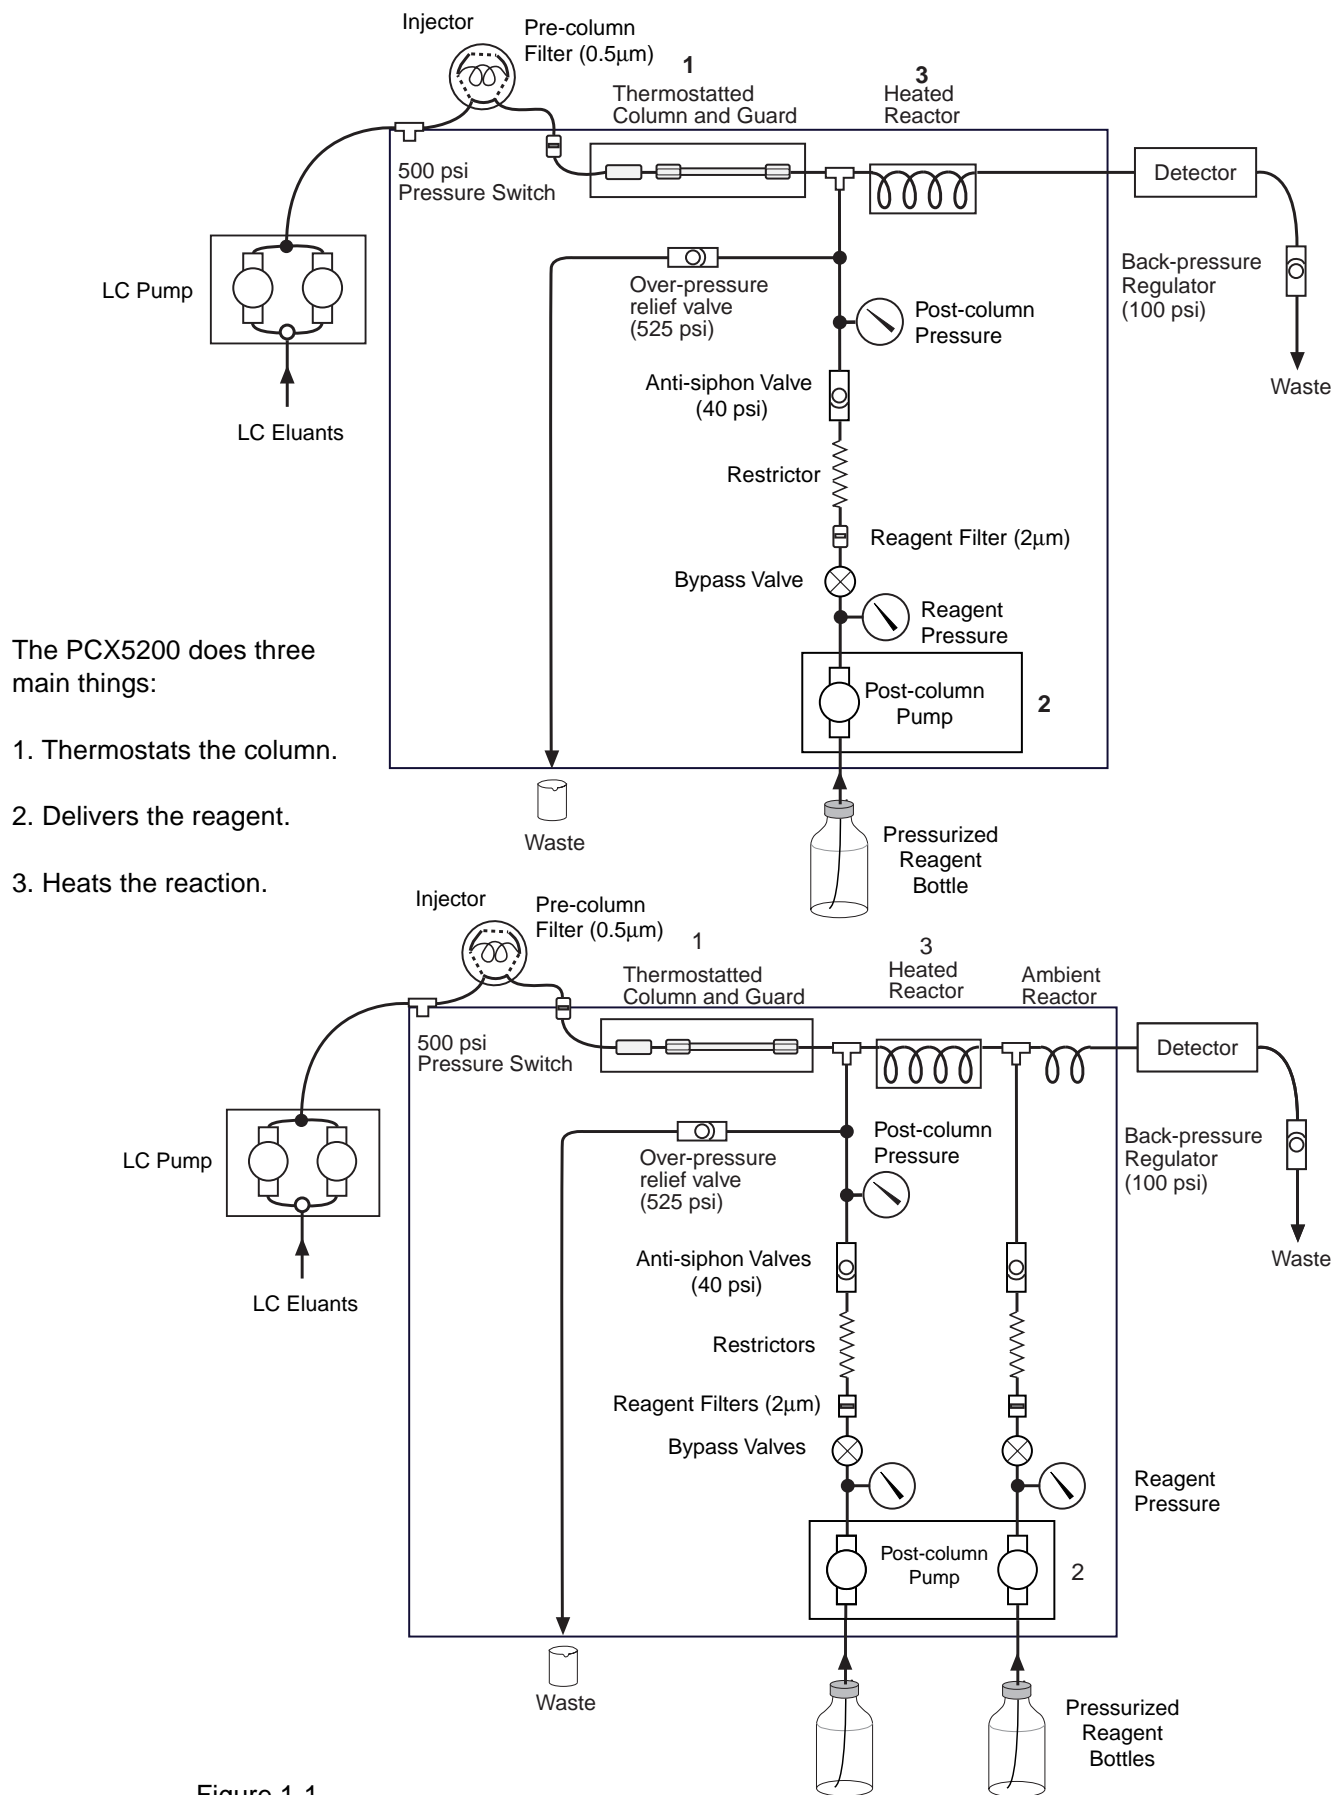 Injector
Pre-column
Filter (0.5μm)
1
Thermostatted
Column and Guard
3
Heated
Reactor
500 psi
Pressure Switch
Detector
LC Pump
Over-pressure
relief valve
(525 psi)
Post-column
Pressure
Back-pressure
Regulator
(100 psi)
Waste
Anti-siphon Valve
(40 psi)
LC Eluants
Restrictor
Reagent Filter (2μm)
Bypass Valve
Reagent
Pressure
Post-column
Pump
2
Waste
Pressurized
Reagent
Bottle
The PCX5200 does three
main things:
1. Thermostats the column.
2. Delivers the reagent.
3. Heats the reaction.
Injector
Pre-column
Filter (0.5μm)
1
Thermostatted
Column and Guard
3
Heated
Reactor
Ambient
Reactor
500 psi
Pressure Switch
Detector
LC Pump
Over-pressure
relief valve
(525 psi)
Post-column
Pressure
Back-pressure
Regulator
(100 psi)
Waste
Anti-siphon Valves
(40 psi)
LC Eluants
Restrictors
Reagent Filters (2μm)
Bypass Valves
Reagent
Pressure
Post-column
Pump
2
Waste
Pressurized
Reagent
Bottles
Figure 1-1